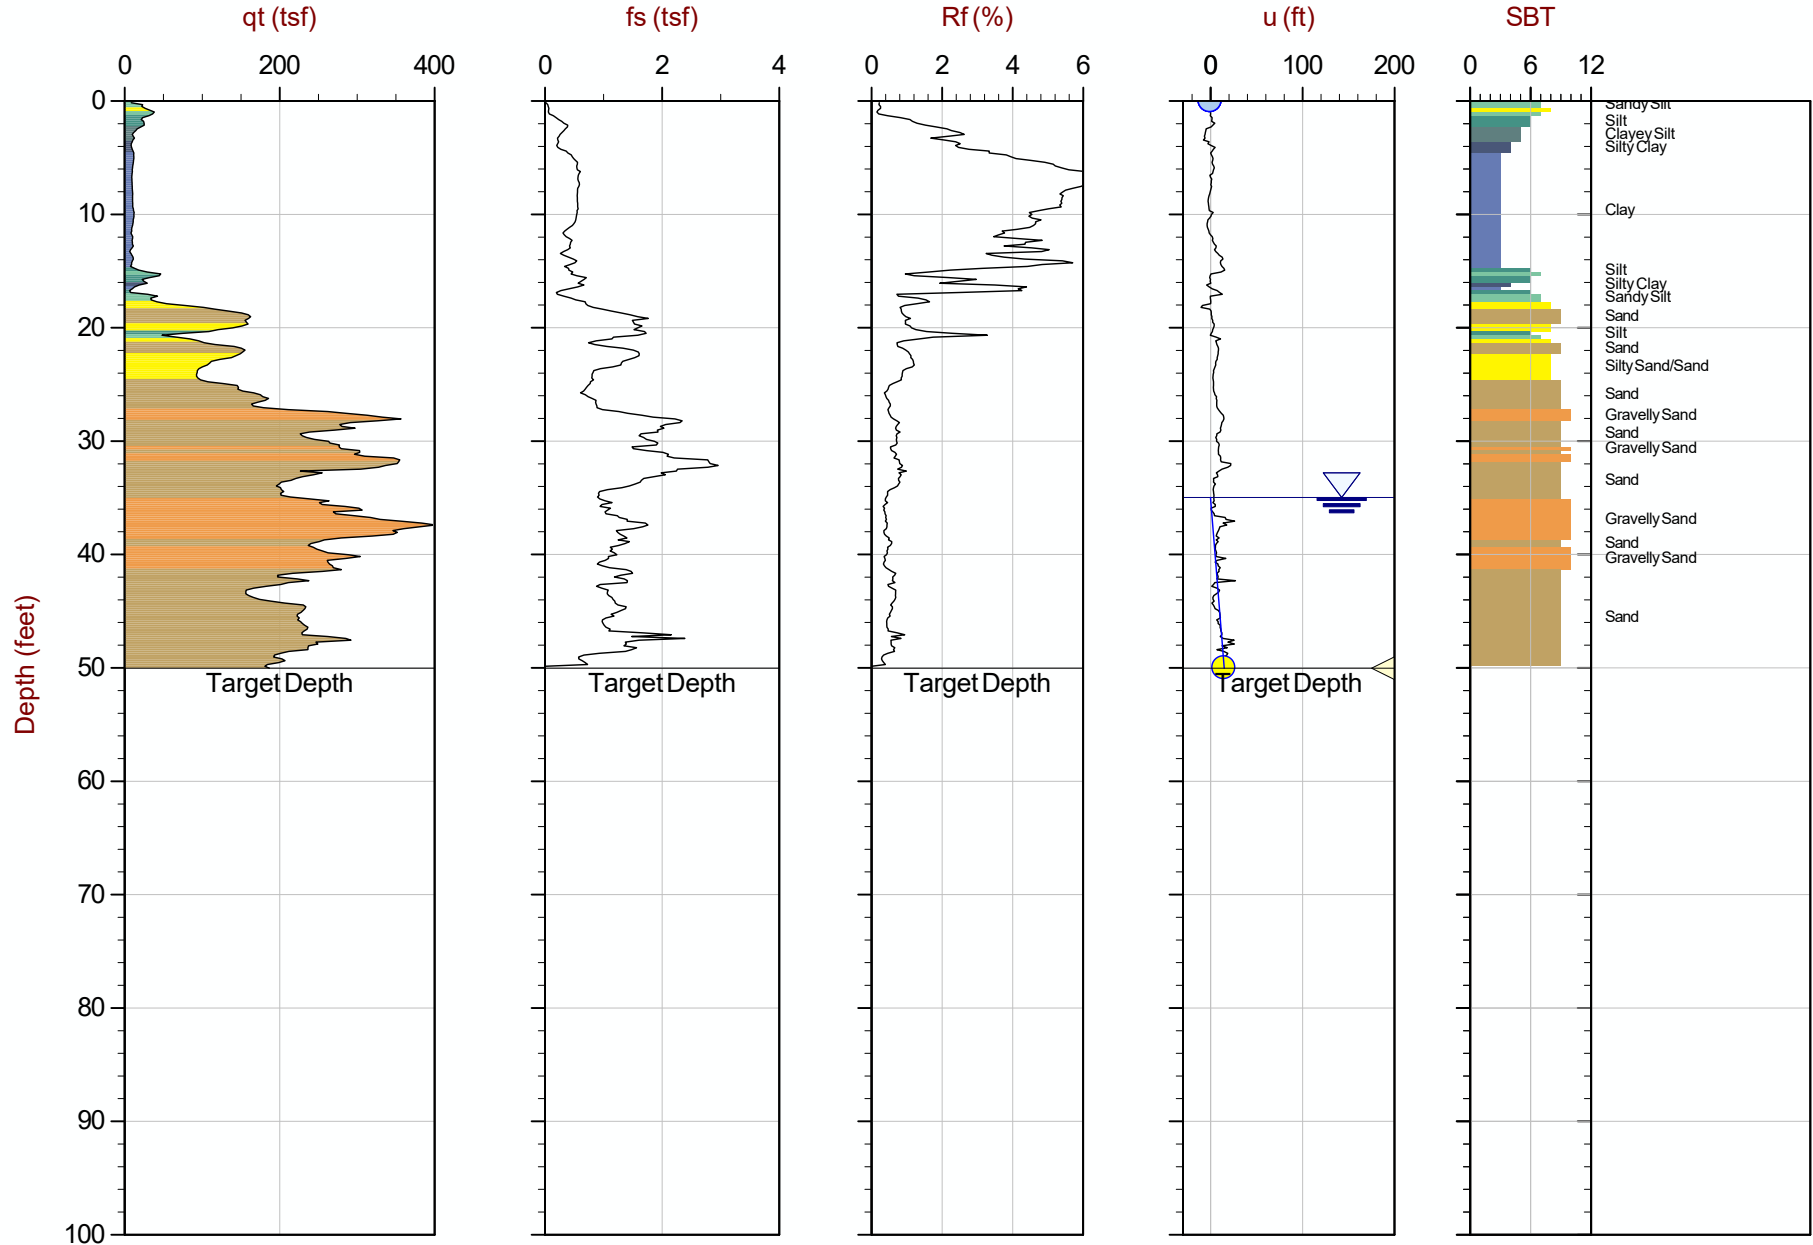 qt (tsf) fs (tsf) Rf (%) u (ft) SBT
0 200 400 0 2 4 0 2 4 6 0 100 200 0 6 12
0
Sandy Silt
Silt
Clayey Silt
Silty Clay
10
Clay
Silt
Silty Clay
Sandy Silt
Sand
20
Silt
Sand
Silty Sand/Sand
Sand
Gravelly Sand
Sand
30
Gravelly Sand
Sand
Gravelly Sand
Sand
40
Gravelly Sand
Sand
50
Target Depth Target Depth Target Depth Target Depth
Depth (feet)
60
70
80
90
100